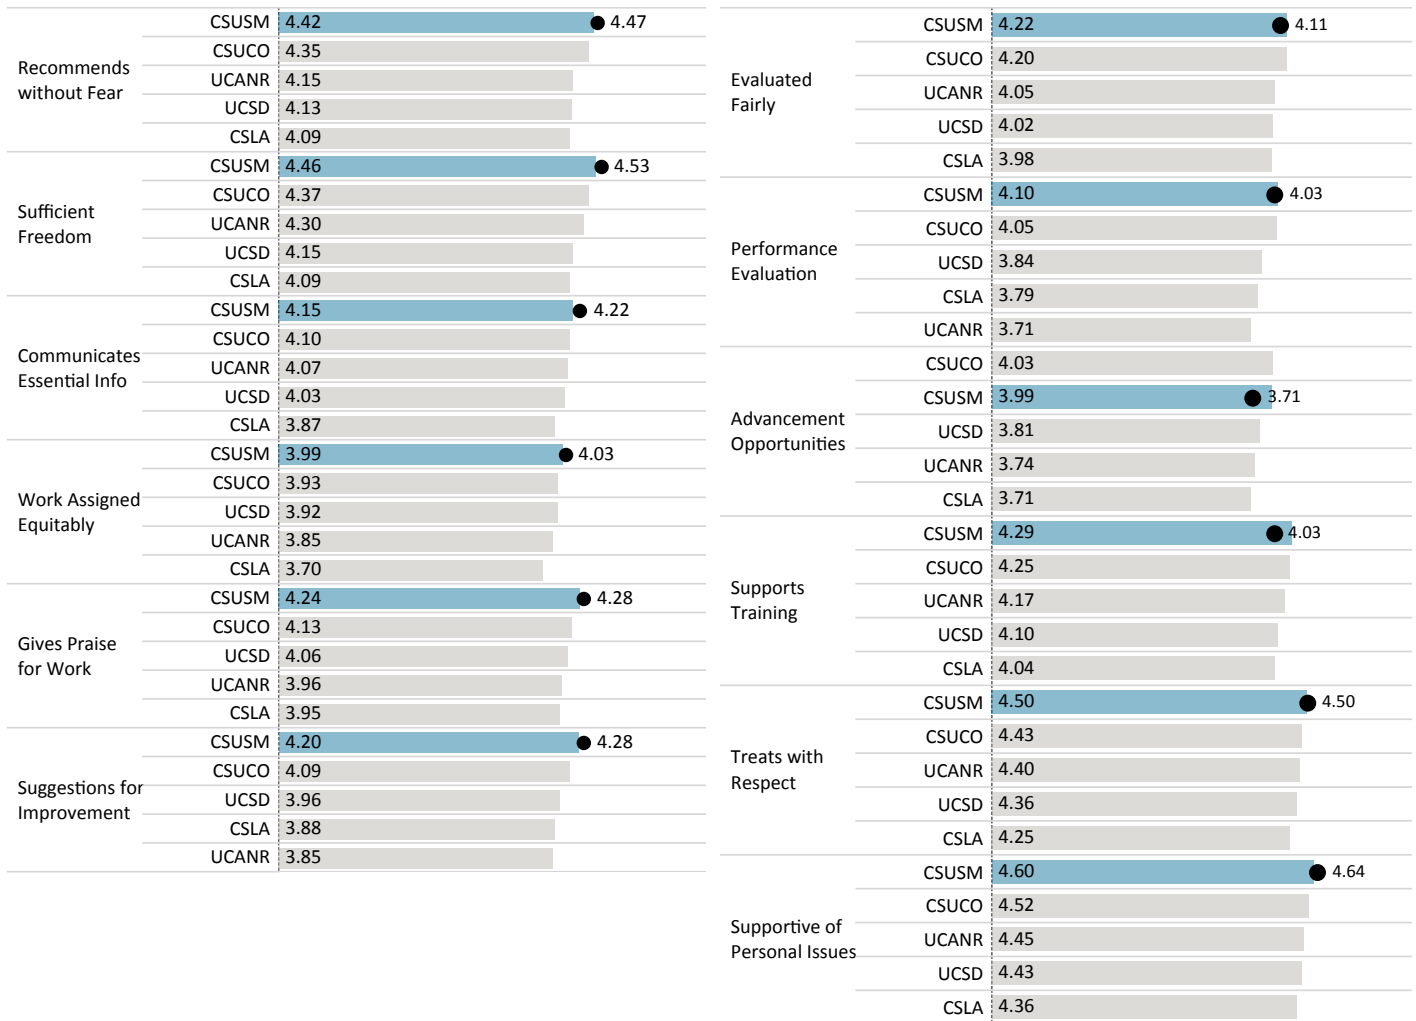 CSUSM 4.42 4.47
CSUCO 4.35
Recommends
without Fear
UCANR 4.15
UCSD 4.13
CSLA 4.09
CSUSM 4.46 4.53
CSUCO 4.37
Sufficient
Freedom
UCANR 4.30
UCSD 4.15
CSLA 4.09
CSUSM 4.15 4.22
CSUCO 4.10
Communicates
Essential Info
UCANR 4.07
UCSD 4.03
CSLA 3.87
CSUSM 3.99 4.03
CSUCO 3.93
Work Assigned
Equitably
UCSD 3.92
UCANR 3.85
CSLA 3.70
CSUSM 4.24 4.28
CSUCO 4.13
Gives Praise
for Work
UCSD 4.06
UCANR 3.96
CSLA 3.95
CSUSM 4.20 4.28
CSUCO 4.09
Suggestions for
Improvement
UCSD 3.96
CSLA 3.88
UCANR 3.85
CSUSM 4.22 4.11
CSUCO 4.20
Evaluated
Fairly
UCANR 4.05
UCSD 4.02
CSLA 3.98
CSUSM 4.10 4.03
CSUCO 4.05
Performance
Evaluation
UCSD 3.84
CSLA 3.79
UCANR 3.71
CSUCO 4.03
CSUSM 3.99 3.71
Advancement
Opportunities
UCSD 3.81
UCANR 3.74
CSLA 3.71
CSUSM 4.29 4.03
CSUCO 4.25
Supports
Training
UCANR 4.17
UCSD 4.10
CSLA 4.04
CSUSM 4.50 4.50
CSUCO 4.43
Treats with
Respect
UCANR 4.40
UCSD 4.36
CSLA 4.25
CSUSM 4.60 4.64
CSUCO 4.52
Supportive of
Personal Issues
UCANR 4.45
UCSD 4.43
CSLA 4.36